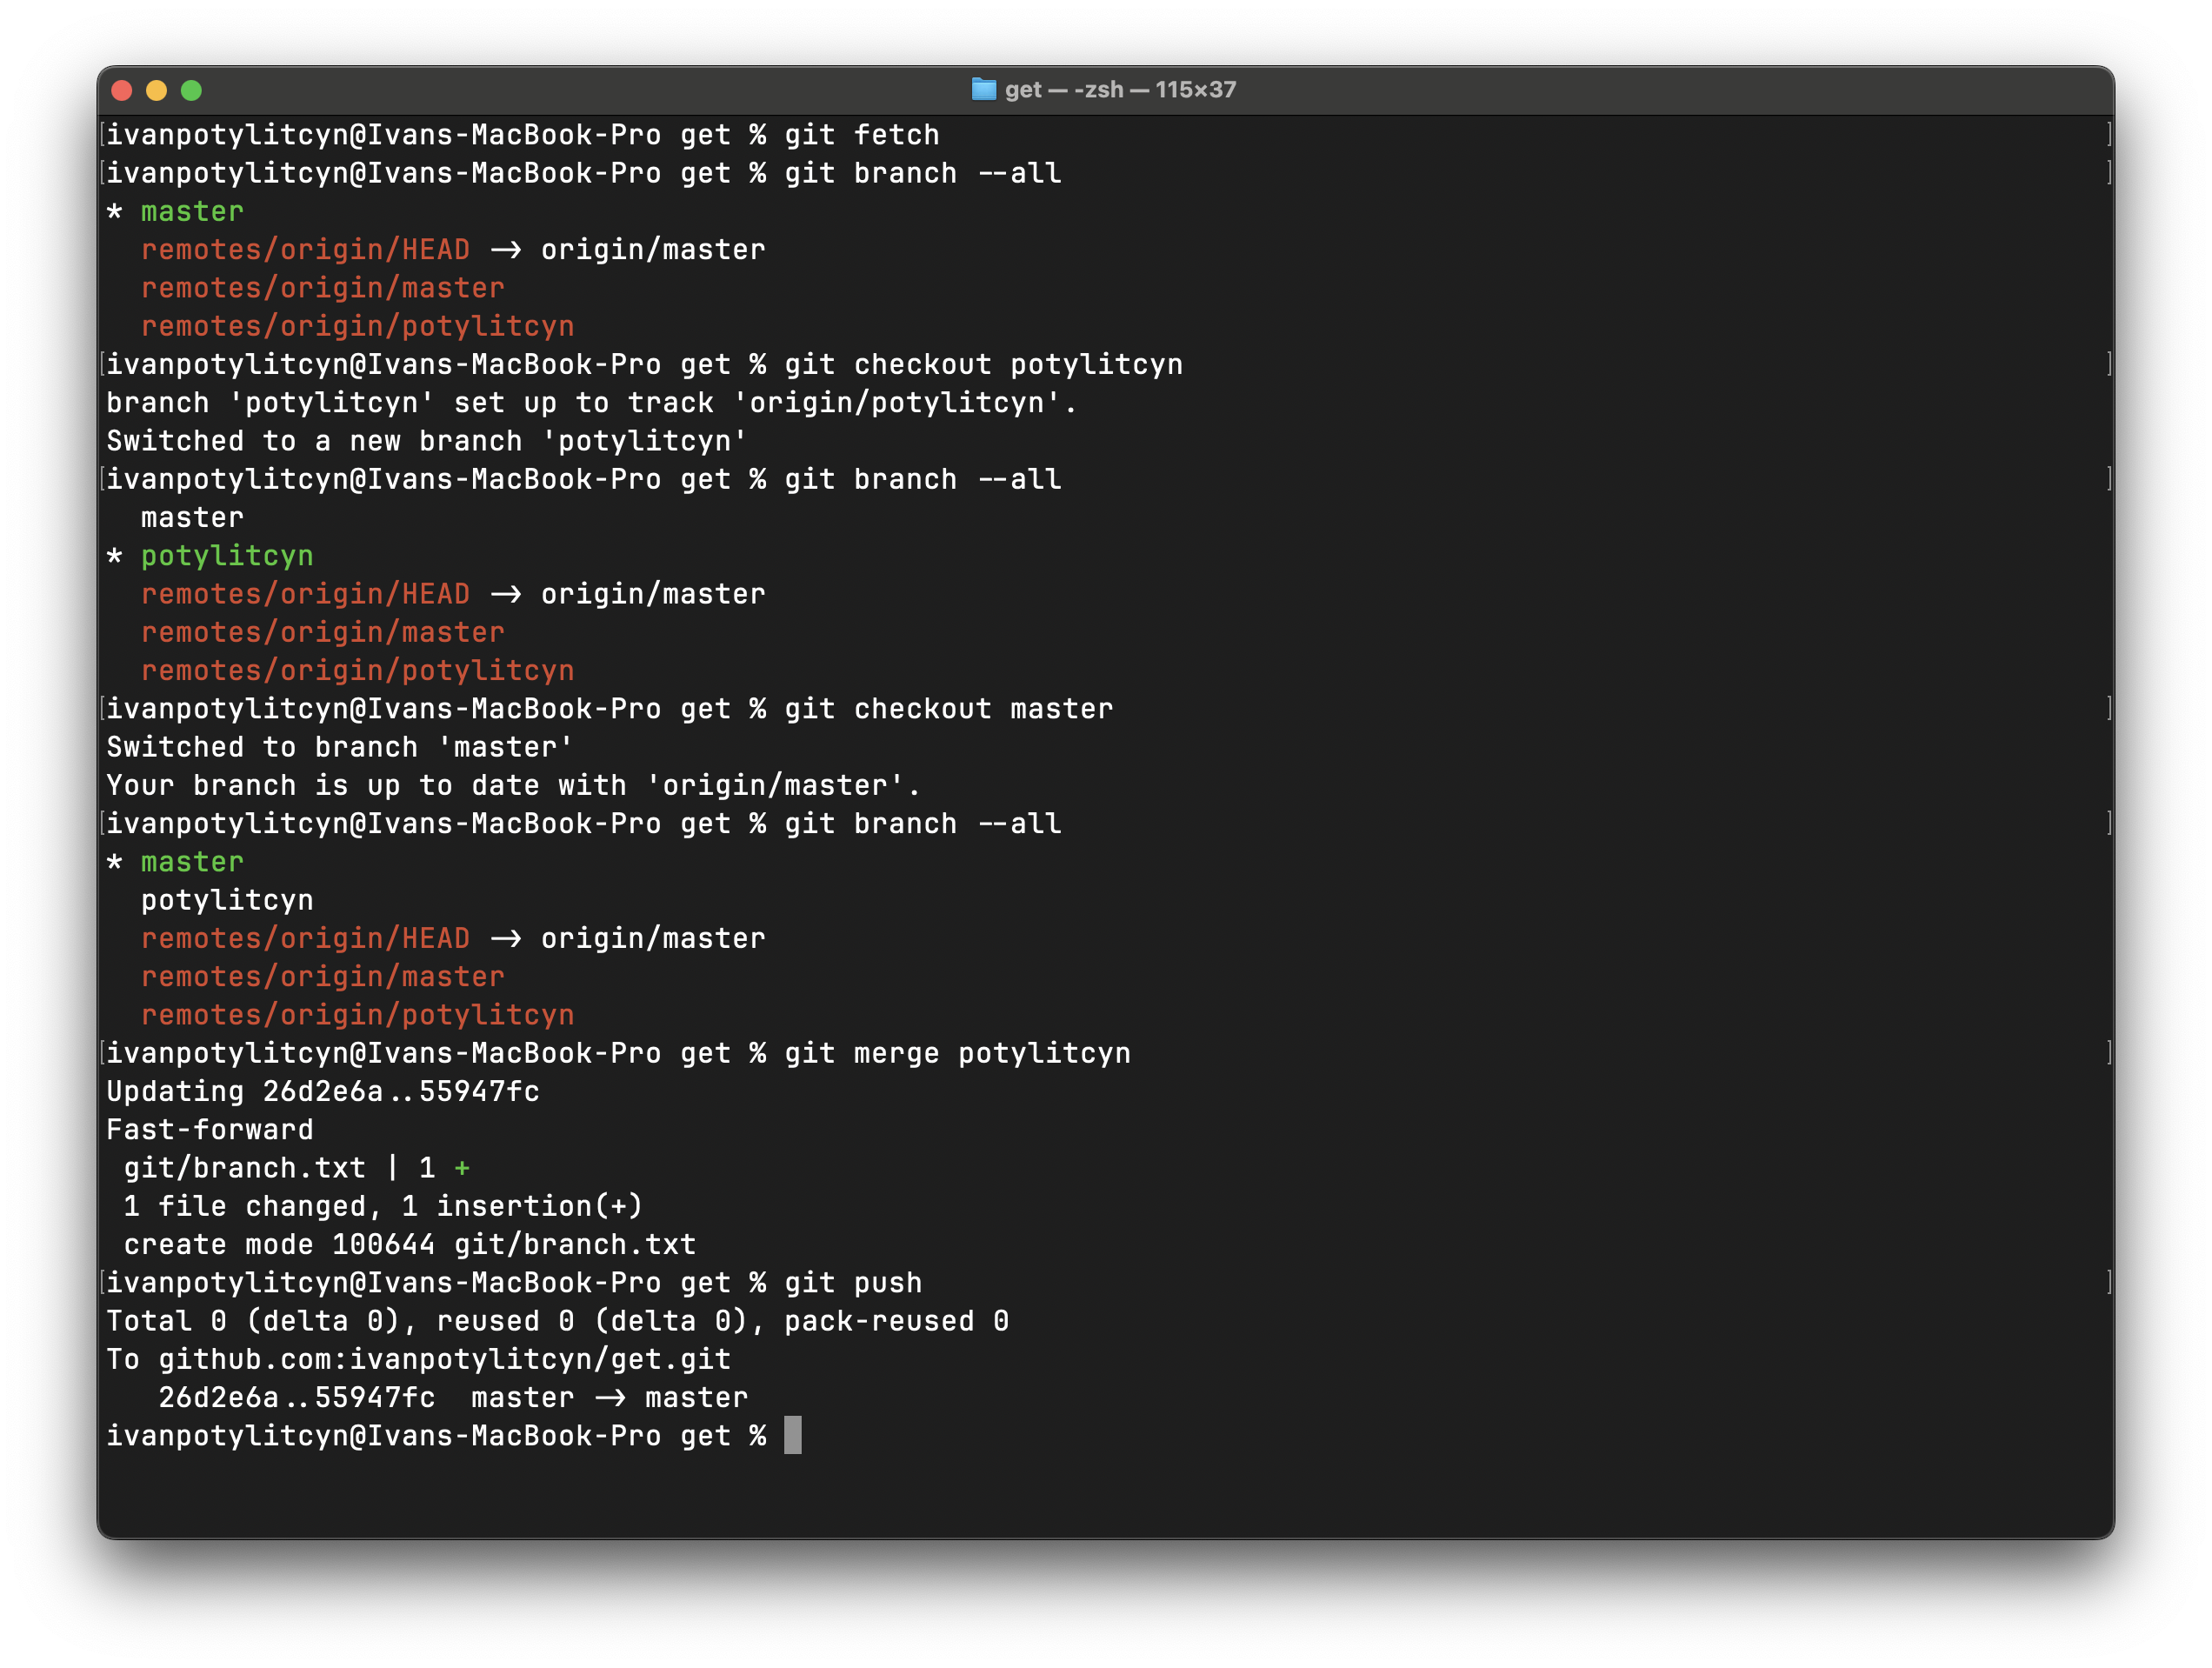 get — -zsh — 115×37
ivanpotylitcyn@Ivans-MacBook-Pro get % git fetch
ivanpotylitcyn@Ivans-MacBook-Pro get % git branch --all
* master
  remotes/origin/HEAD -> origin/master
  remotes/origin/master
  remotes/origin/potylitcyn
ivanpotylitcyn@Ivans-MacBook-Pro get % git checkout potylitcyn
branch 'potylitcyn' set up to track 'origin/potylitcyn'.
Switched to a new branch 'potylitcyn'
ivanpotylitcyn@Ivans-MacBook-Pro get % git branch --all
  master
* potylitcyn
  remotes/origin/HEAD -> origin/master
  remotes/origin/master
  remotes/origin/potylitcyn
ivanpotylitcyn@Ivans-MacBook-Pro get % git checkout master
Switched to branch 'master'
Your branch is up to date with 'origin/master'.
ivanpotylitcyn@Ivans-MacBook-Pro get % git branch --all
* master
  potylitcyn
  remotes/origin/HEAD -> origin/master
  remotes/origin/master
  remotes/origin/potylitcyn
ivanpotylitcyn@Ivans-MacBook-Pro get % git merge potylitcyn
Updating 26d2e6a..55947fc
Fast-forward
 git/branch.txt | 1 +
 1 file changed, 1 insertion(+)
 create mode 100644 git/branch.txt
ivanpotylitcyn@Ivans-MacBook-Pro get % git push
Total 0 (delta 0), reused 0 (delta 0), pack-reused 0
To github.com:ivanpotylitcyn/get.git
   26d2e6a..55947fc  master -> master
ivanpotylitcyn@Ivans-MacBook-Pro get %